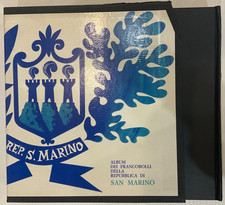 REP. S. MARINO
ALBUM
DEI FRANCOBOLLI
DELLA
REPUBBLICA DI
SAN MARINO